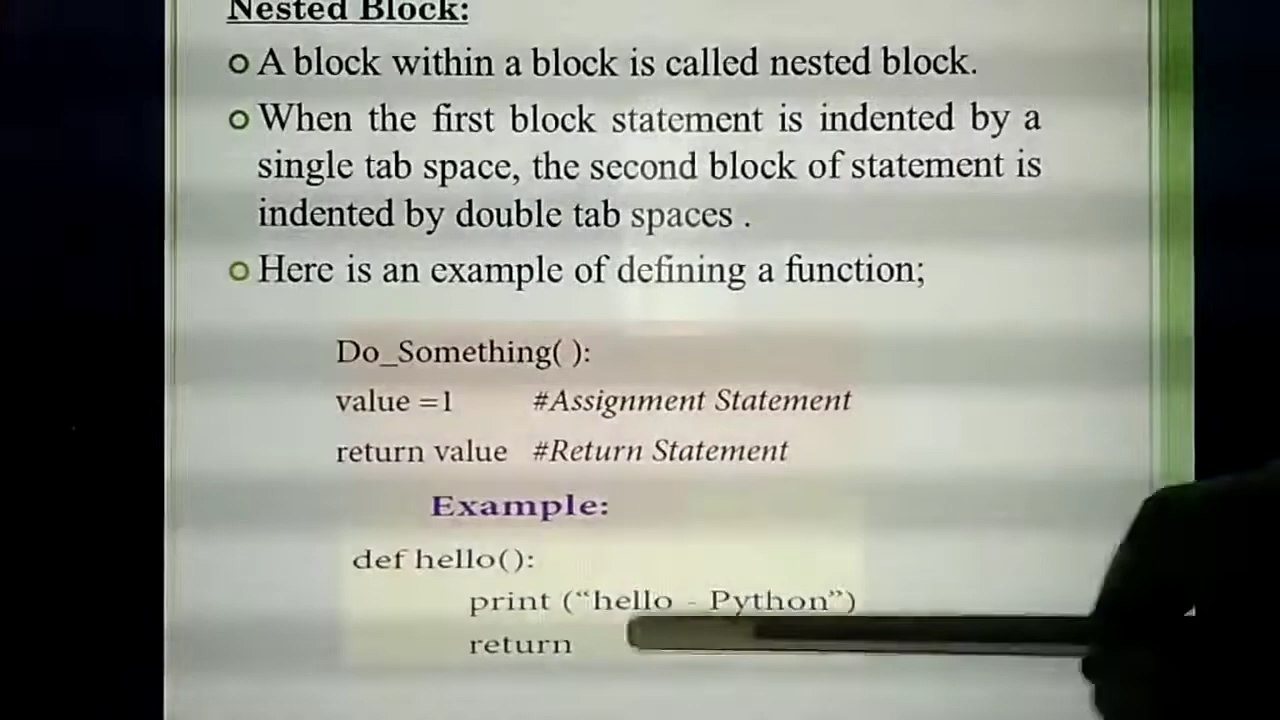 Nested Block:
A block within a block is called nested block.
When the first block statement is indented by a
single tab space, the second block of statement is
indented by double tab spaces .
Here is an example of defining a function;
Do_Something( ):
value =1 #Assignment Statement
return value #Return Statement
Example:
def hello():
print (“hello - Python”)
return